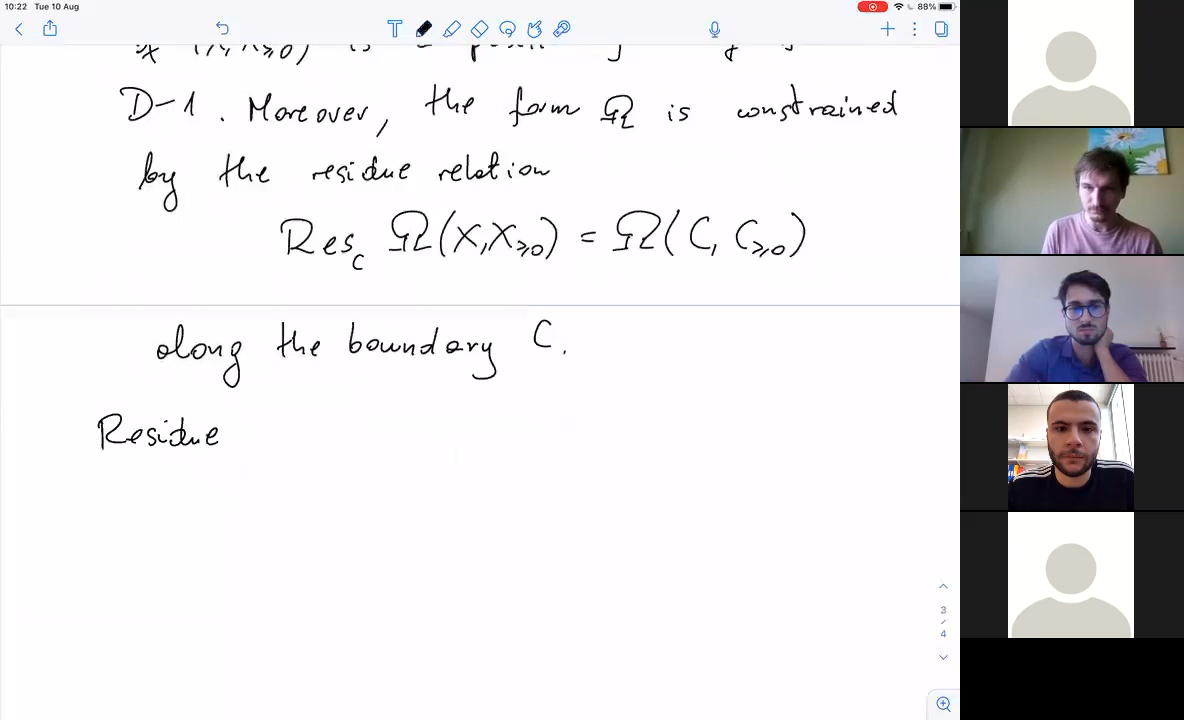 10:22 Tue 10 Aug
88%
is a
D-1. Moreover, the form Ω is constrained
by the residue relation
Res_C Ω(X, X≥0) = Ω(C, C≥0)
along the boundary C.
Residue
3
/
4